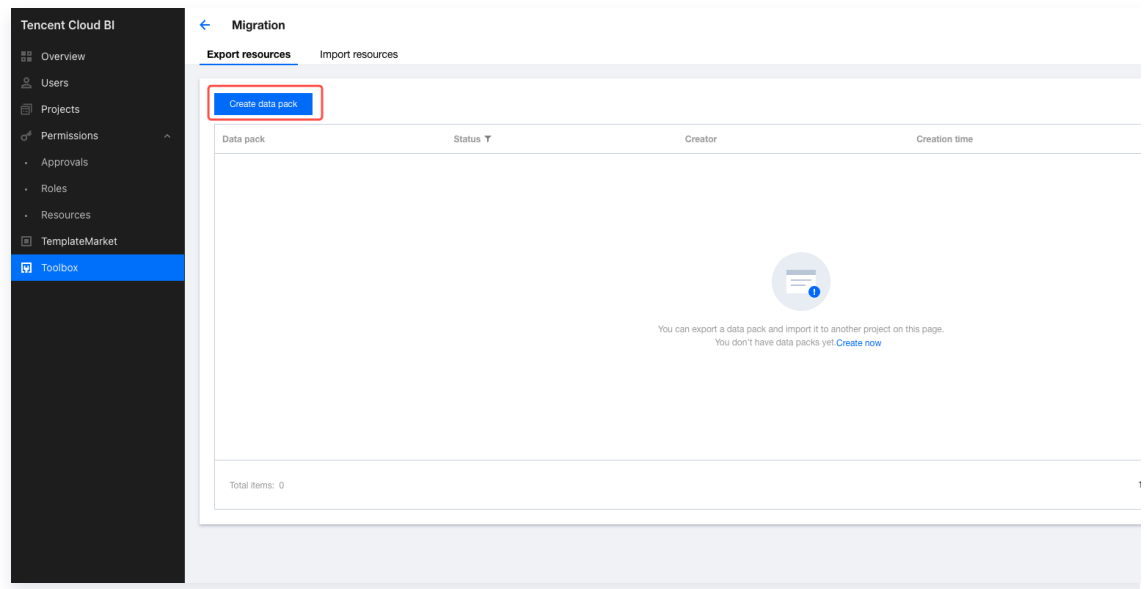 Tencent Cloud BI
Overview
Users
Projects
Permissions
Approvals
Roles
Resources
TemplateMarket
Toolbox
Migration
Export resources
Import resources
Create data pack
Data pack
Status
Creator
Creation time
You can export a data pack and import it to another project on this page.
You don't have data packs yet.Create now
Total items: 0